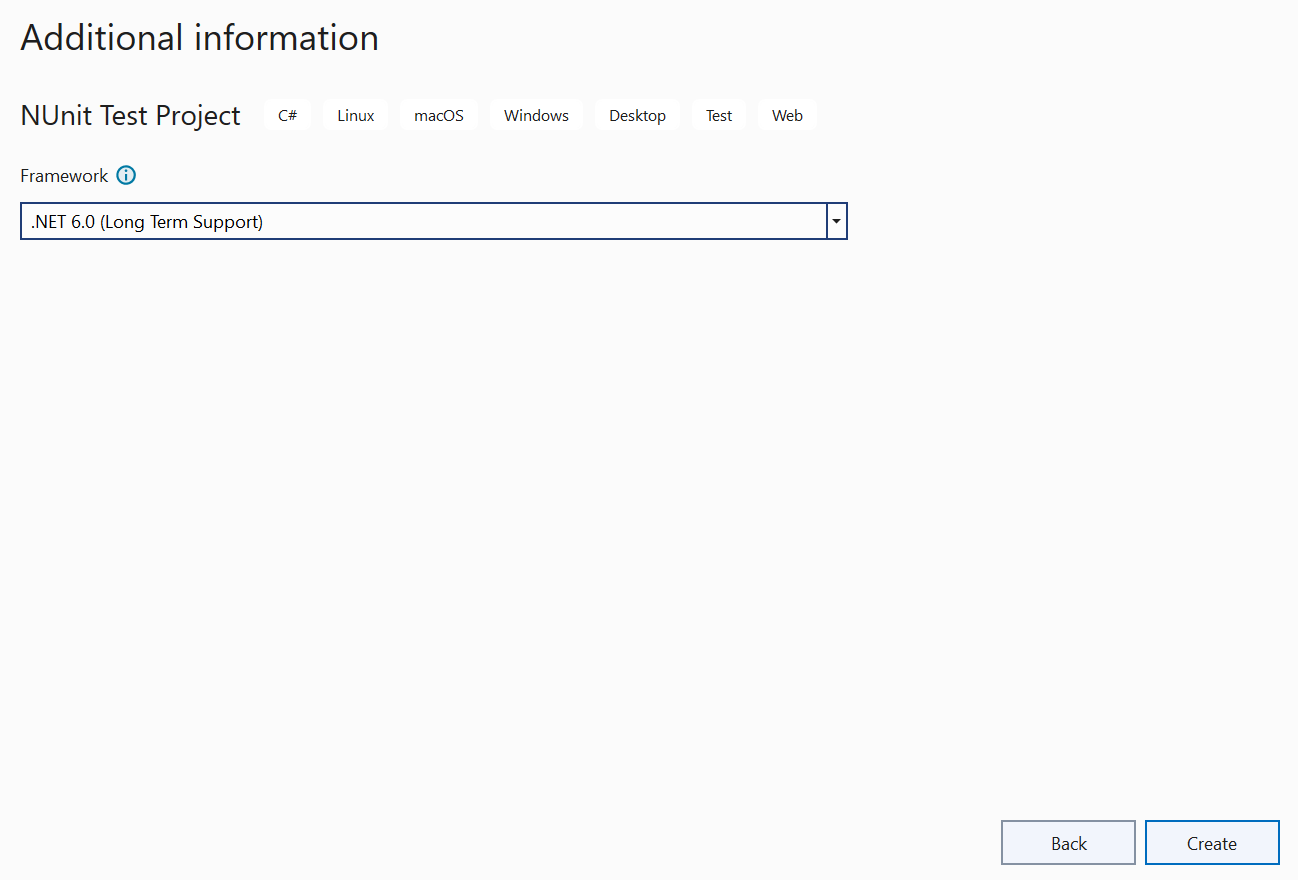 Additional information
NUnit Test Project C# Linux macOS Windows Desktop Test Web
Framework
.NET 6.0 (Long Term Support)
Back Create